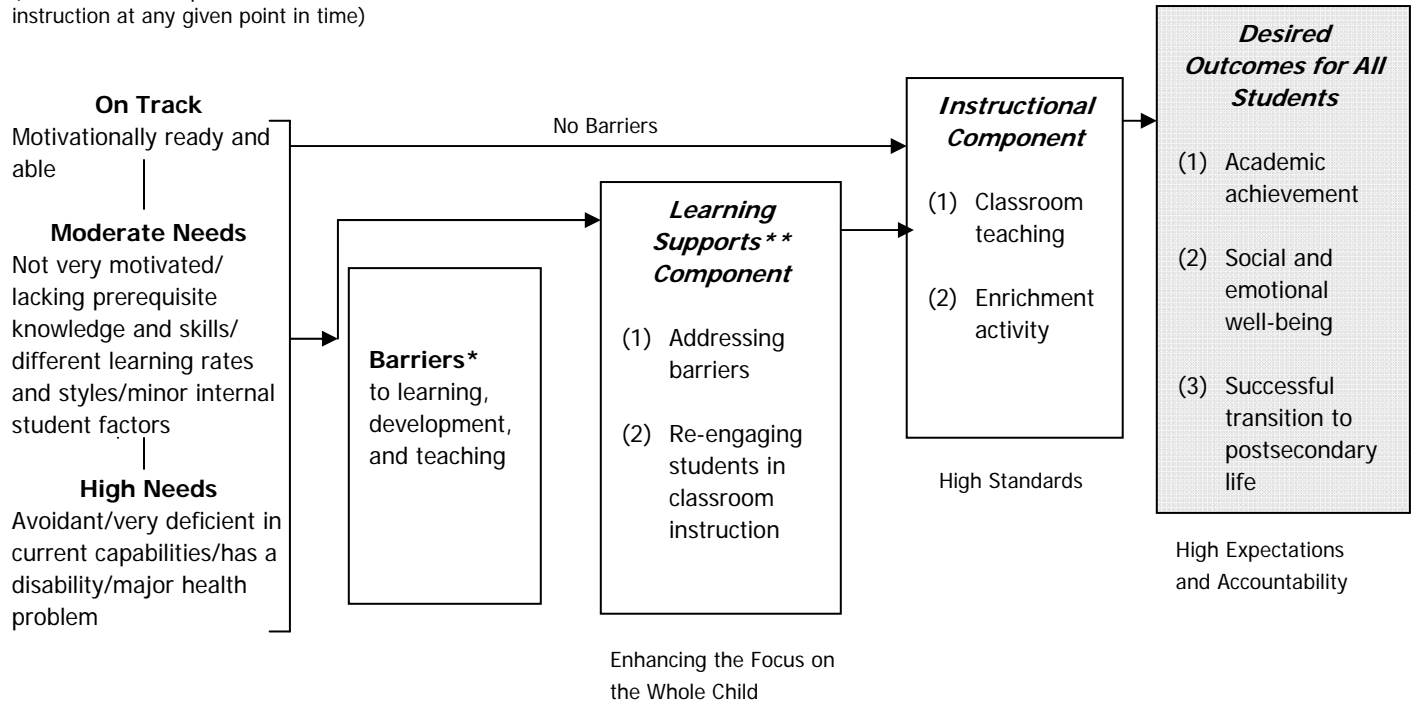 instruction at any given point in time)
On Track
Motivationally ready and
able
Moderate Needs
Not very motivated/
lacking prerequisite
knowledge and skills/
different learning rates
and styles/minor internal
student factors
High Needs
Avoidant/very deficient in
current capabilities/has a
disability/major health
problem
No Barriers
Barriers*
to learning,
development,
and teaching
Learning
Supports**
Component
(1) Addressing
barriers
(2) Re-engaging
students in
classroom
instruction
Enhancing the Focus on
the Whole Child
Instructional
Component
(1) Classroom
teaching
(2) Enrichment
activity
High Standards
Desired
Outcomes for All
Students
(1) Academic
achievement
(2) Social and
emotional
well-being
(3) Successful
transition to
postsecondary
life
High Expectations
and Accountability